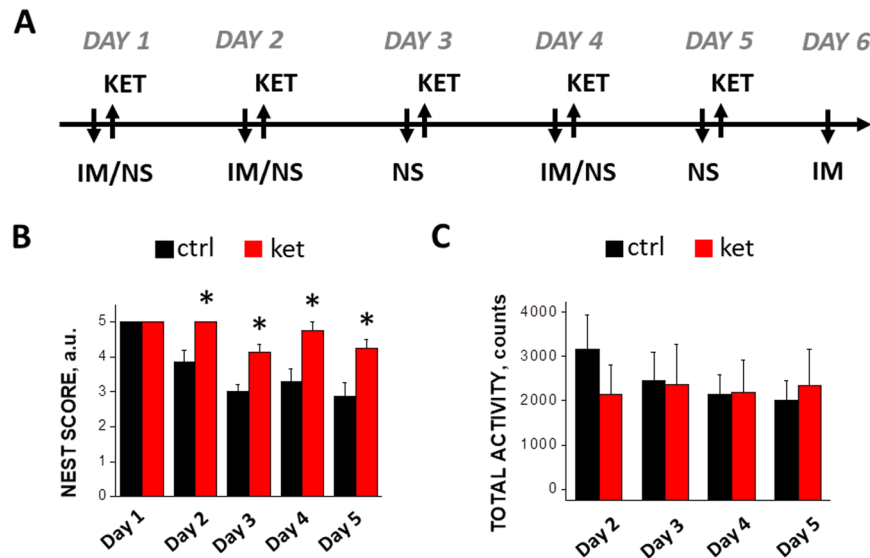 A
DAY 1 DAY 2 DAY 3 DAY 4 DAY 5 DAY 6
KET KET KET KET KET
IM/NS IM/NS NS IM/NS NS IM
B
ctrl ket
NEST SCORE, a.u.
5
4
3
2
1
0
* * * *
Day 1 Day 2 Day 3 Day 4 Day 5
C
ctrl ket
TOTAL ACTIVITY, counts
4000
3000
2000
1000
0
Day 2 Day 3 Day 4 Day 5